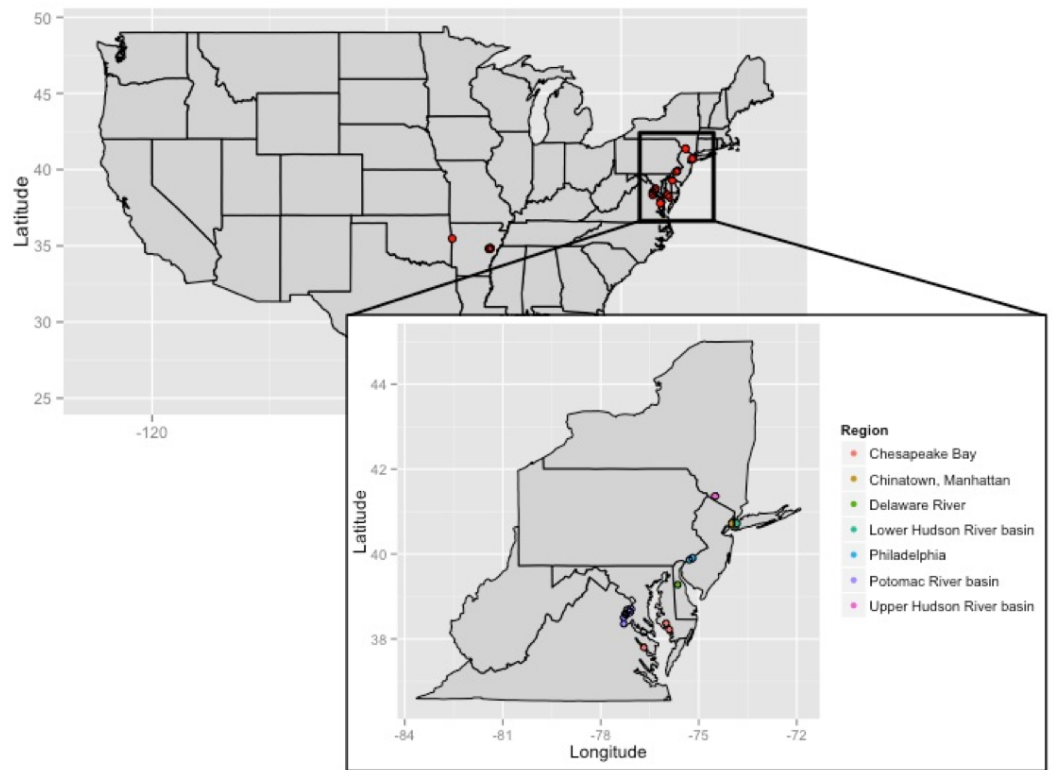 50
45
40
35
30
25
Latitude
-120
44
42
40
38
Latitude
-84
-81
-78
-75
-72
Longitude
Region
Chesapeake Bay
Chinatown, Manhattan
Delaware River
Lower Hudson River basin
Philadelphia
Potomac River basin
Upper Hudson River basin